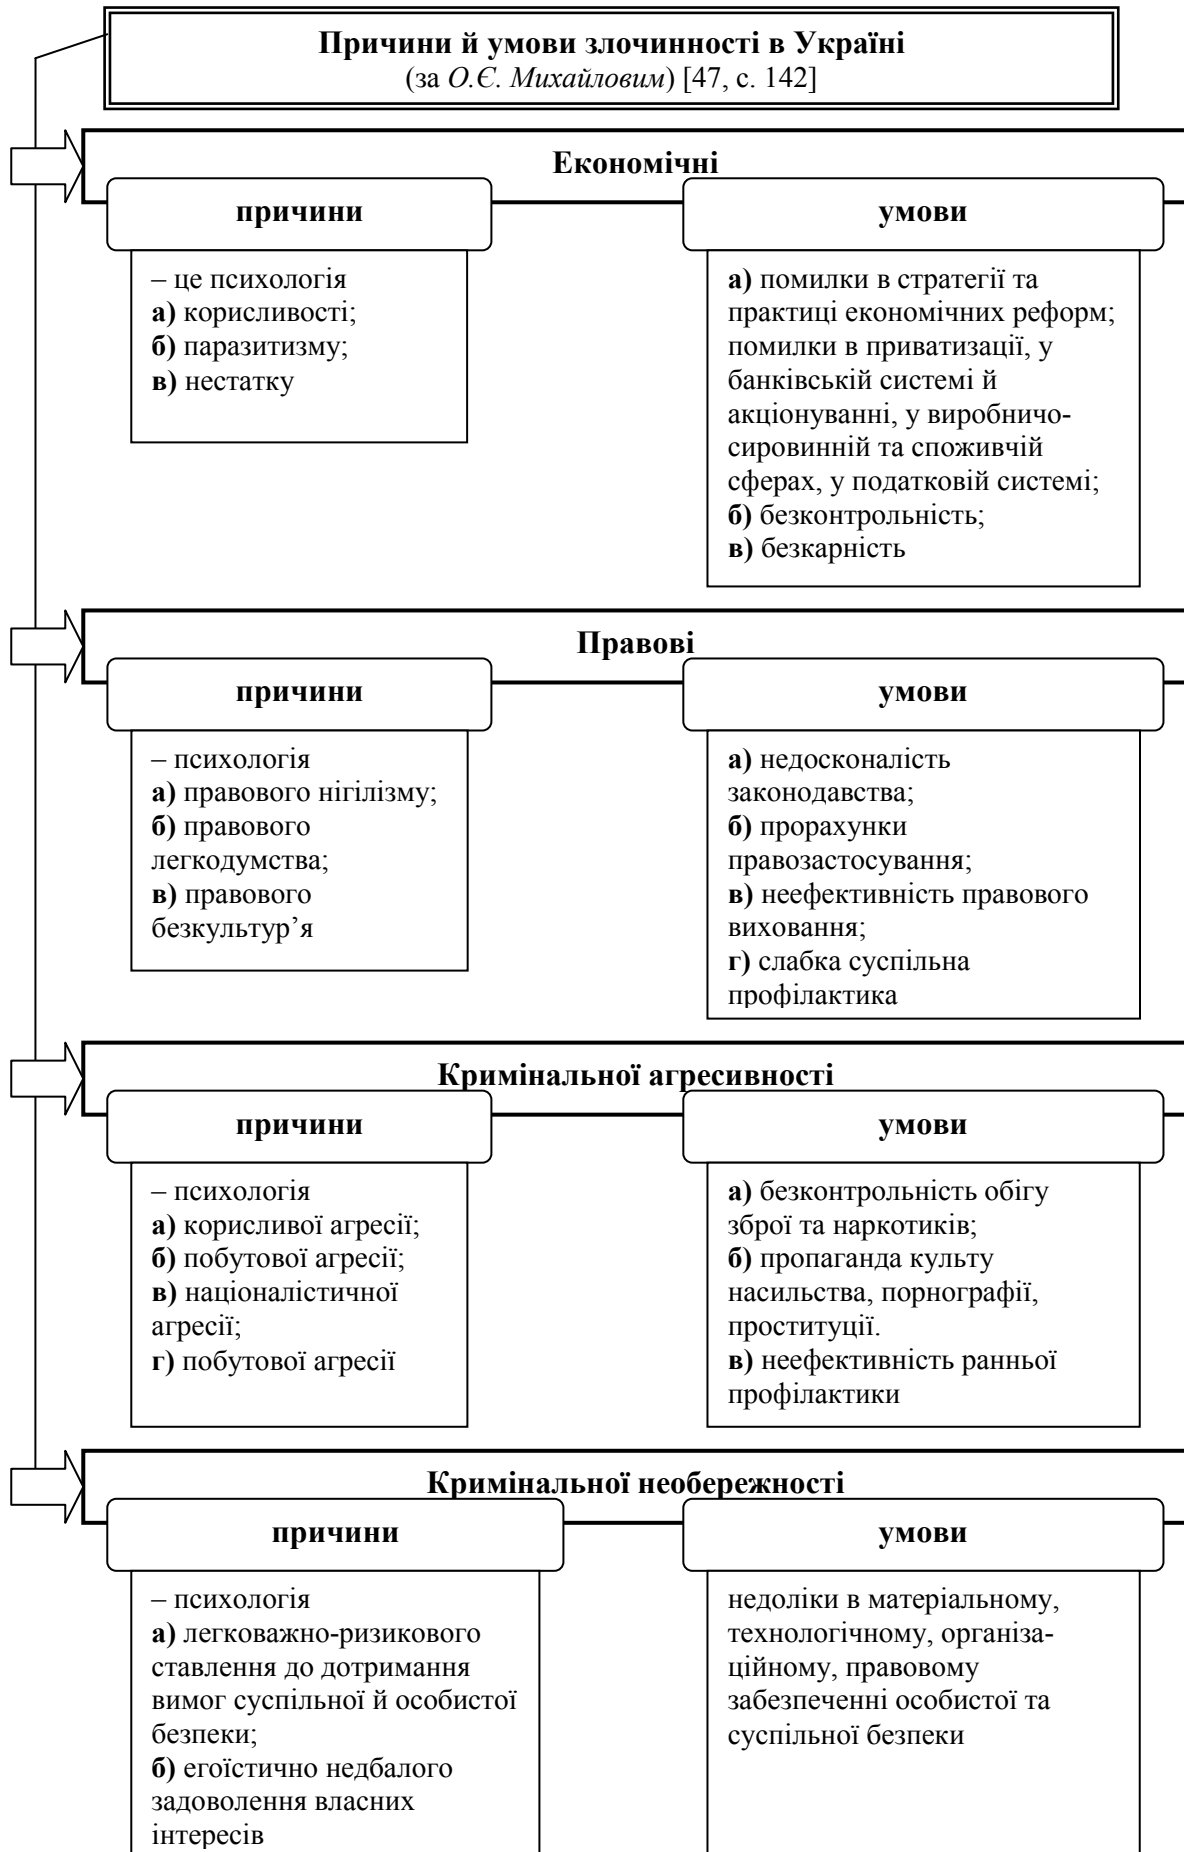 Причини й умови злочинності в Україні
(за О.Є. Михайловим) [47, с. 142]
Економічні
причини
– це психологія
а) корисливості;
б) паразитизму;
в) нестатку
умови
а) помилки в стратегії та
практиці економічних реформ;
помилки в приватизації, у
банківській системі й
акціонуванні, у виробничо-
сировинній та споживчій
сферах, у податковій системі;
б) безконтрольність;
в) безкарність
Правові
причини
– психологія
а) правового нігілізму;
б) правового
легкодумства;
в) правового
безкультур’я
умови
а) недосконалість
законодавства;
б) прорахунки
правозастосування;
в) неефективність правового
виховання;
г) слабка суспільна
профілактика
Кримінальної агресивності
причини
– психологія
а) корисливої агресії;
б) побутової агресії;
в) націоналістичної
агресії;
г) побутової агресії
умови
а) безконтрольність обігу
зброї та наркотиків;
б) пропаганда культу
насильства, порнографії,
проституції.
в) неефективність ранньої
профілактики
Кримінальної необережності
причини
– психологія
а) легковажно-ризикового
ставлення до дотримання
вимог суспільної й особистої
безпеки;
б) егоїстично недбалого
задоволення власних
інтересів
умови
недоліки в матеріальному,
технологічному, організа-
ційному, правовому
забезпеченні особистої та
суспільної безпеки